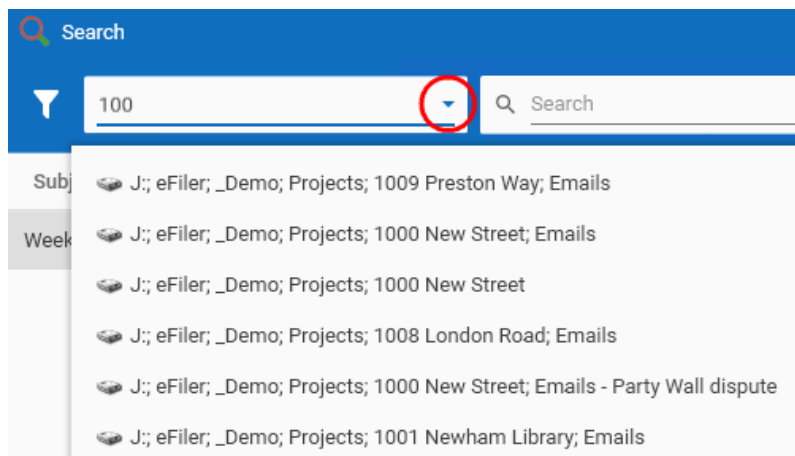 Search
100
Search
Subj
J:; eFiler; _Demo; Projects; 1009 Preston Way; Emails
Week
J:; eFiler; _Demo; Projects; 1000 New Street; Emails
J:; eFiler; _Demo; Projects; 1000 New Street
J:; eFiler; _Demo; Projects; 1008 London Road; Emails
J:; eFiler; _Demo; Projects; 1000 New Street; Emails - Party Wall dispute
J:; eFiler; _Demo; Projects; 1001 Newham Library; Emails